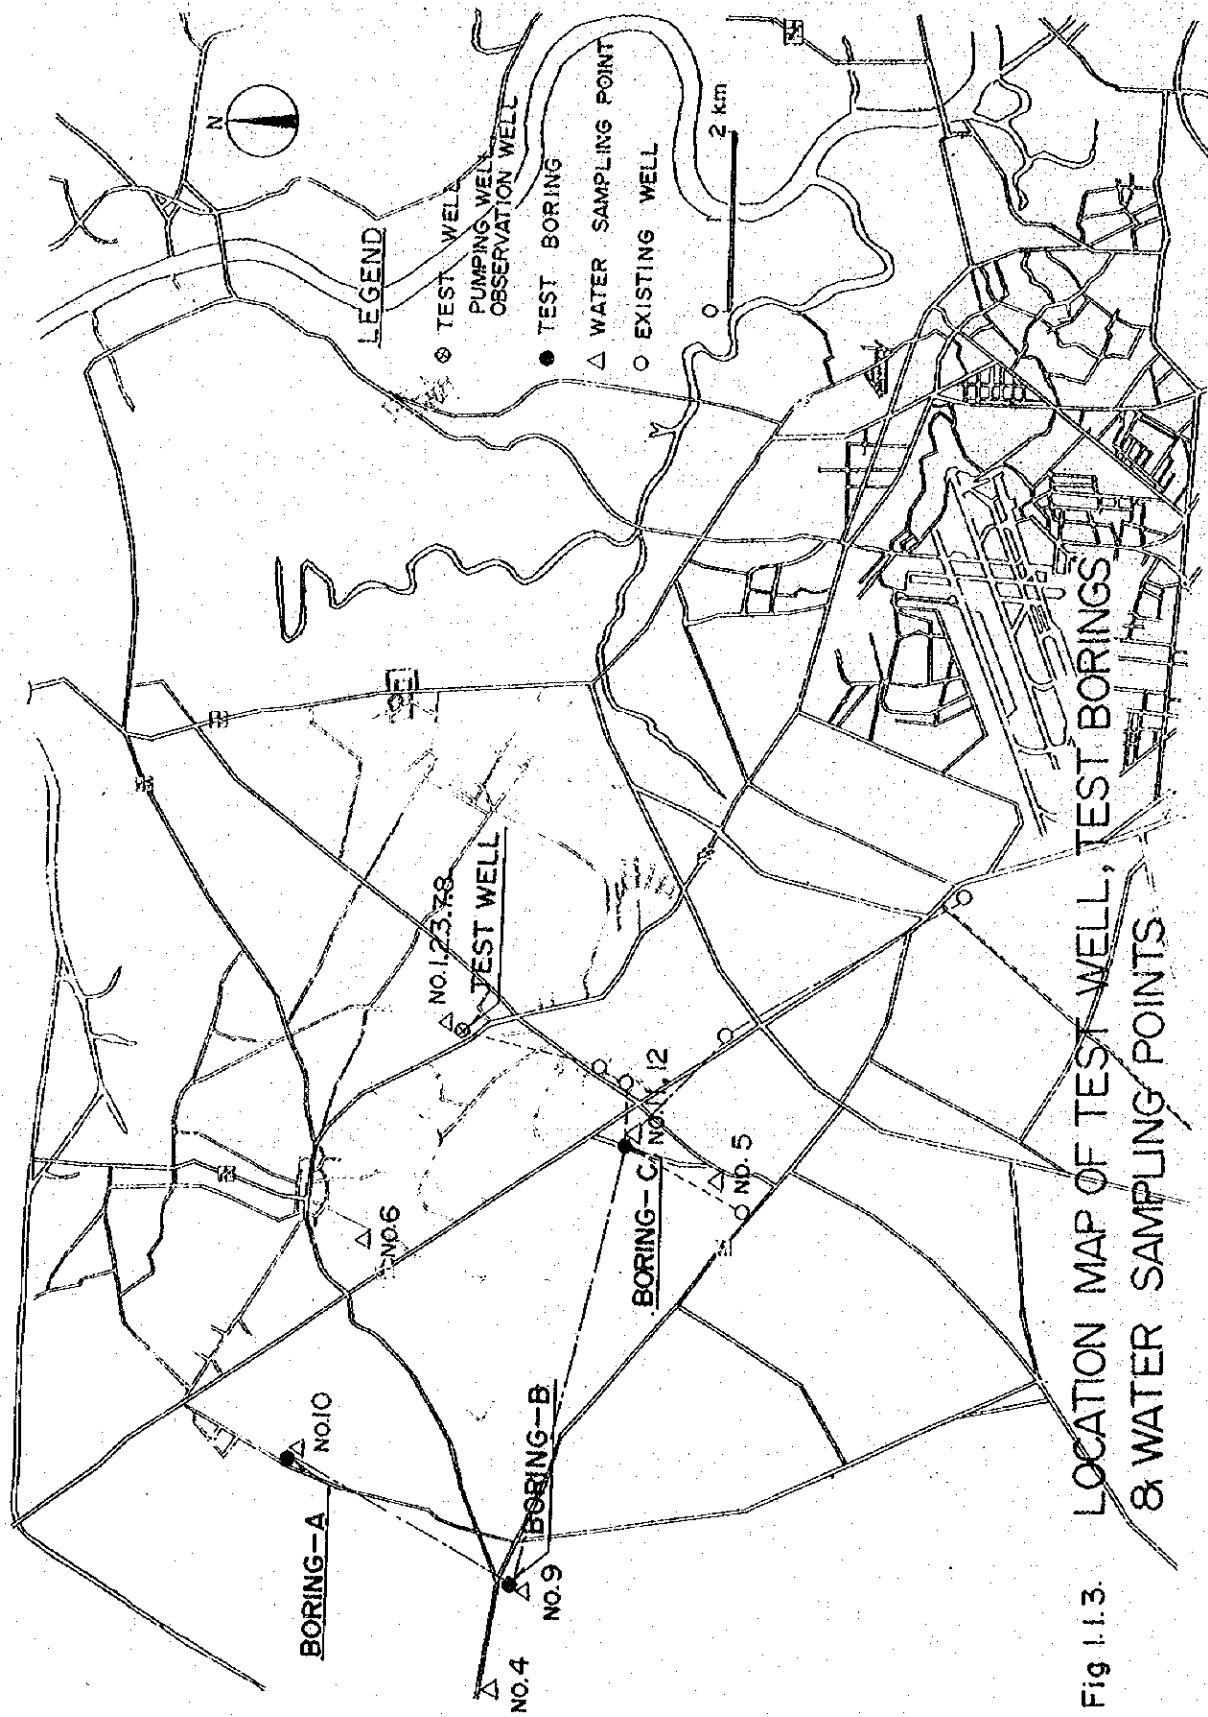 N
LEGEND
TEST WELL
PUMPING WELL
OBSERVATION WELL
TEST BORING
WATER SAMPLING POINT
EXISTING WELL
0
2 km
NO.1.2.3.7.8
TEST WELL
NO.11, 12
NO.5
BORING-C
NO.6
NO.10
BORING-A
BORING-B
NO.9
NO.4
Fig 1.1.3. LOCATION MAP OF TEST WELL, TEST BORINGS
& WATER SAMPLING POINTS